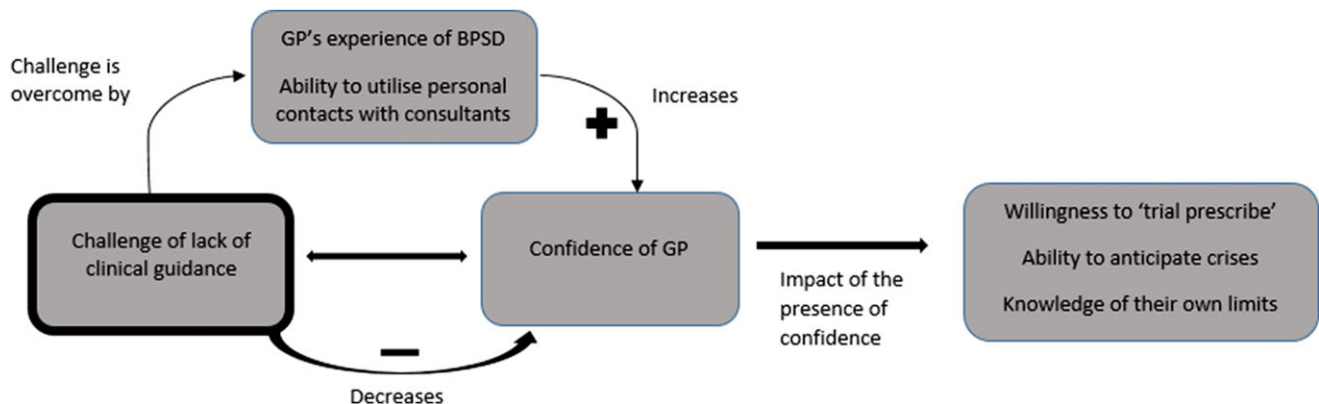 GP's experience of BPSD
Ability to utilise personal
contacts with consultants
Challenge is
overcome by
Increases
+
Challenge of lack of
clinical guidance
Confidence of GP
Willingness to ‘trial prescribe’
Ability to anticipate crises
Knowledge of their own limits
Impact of the
presence of
confidence
−
Decreases